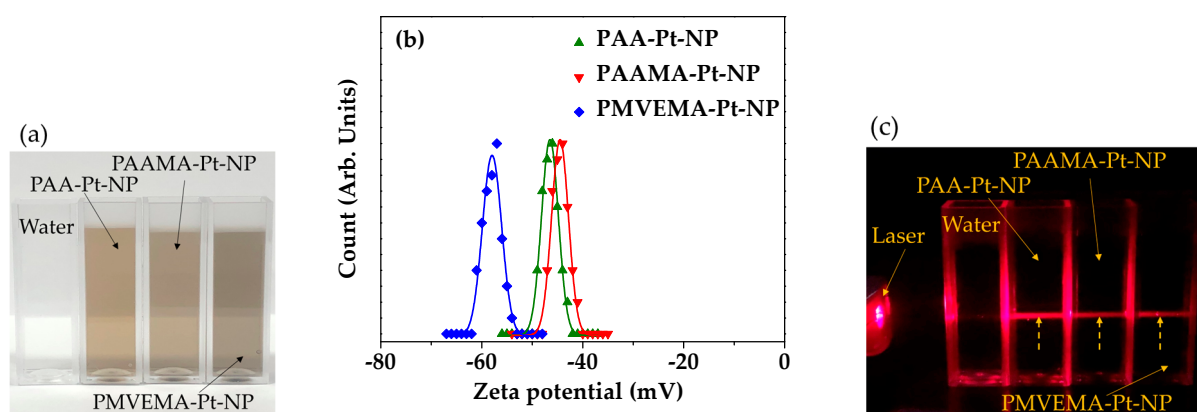 (a)
PAAMA-Pt-NP
PAA-Pt-NP
Water
PMVEMA-Pt-NP
(b)
PAA-Pt-NP
PAAMA-Pt-NP
PMVEMA-Pt-NP
Count (Arb. Units)
-80 -60 -40 -20 0
Zeta potential (mV)
(c)
PAAMA-Pt-NP
PAA-Pt-NP
Water
Laser
PMVEMA-Pt-NP